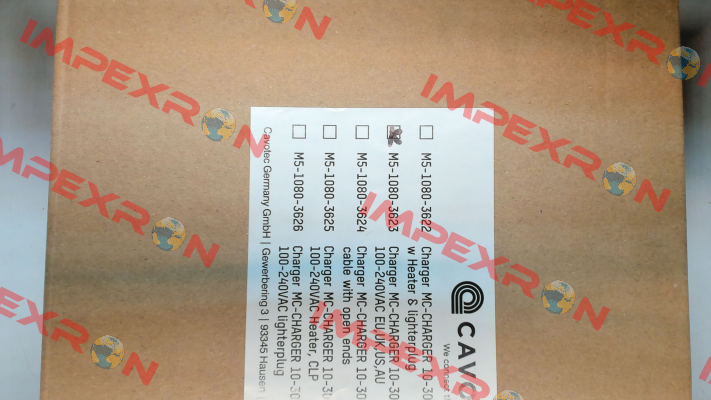 CAVO
We connect
M5-1080-3622 Charger MC-CHARGER 10-30
w Heater & lighterplug
M5-1080-3623 Charger MC-CHARGER 10-30
100-240VAC EU,UK,US,AU
M5-1080-3624 Charger MC-CHARGER 10-30
cable with open ends
M5-1080-3625 Charger MC-CHARGER 10-30
100-240VAC Heater, CLP
M5-1080-3626 Charger MC-CHARGER 10-30
100-240VAC lighterplug
Cavotec Germany GmbH | Gewerbering 3 | 93345 Hausen |
IMPEXRON
IMPEXRON
IMPEXRON
IMPEXRON
IMPEXRON